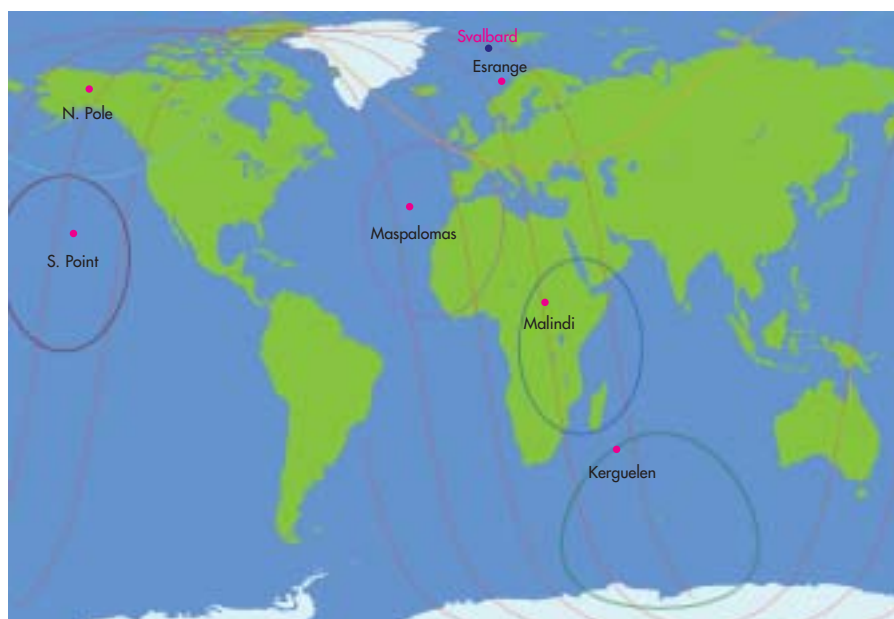 Svalbard
Esrange
N. Pole
Maspalomas
S. Point
Malindi
Kerguelen